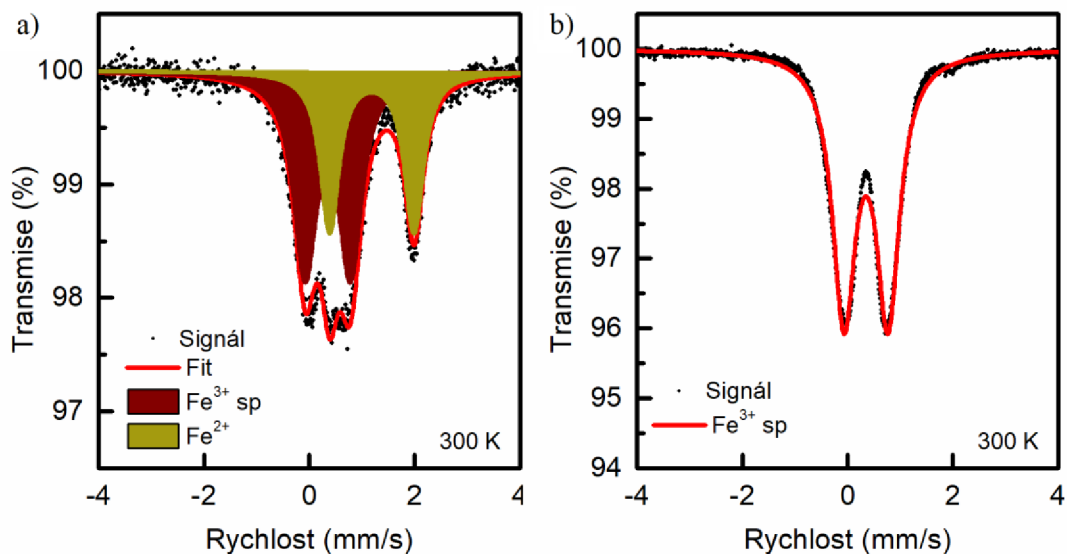 a)
100
99
98
97
Transmise (%)
Signál
Fit
Fe³⁺ sp
Fe²⁺
300 K
-4 -2 0 2 4
Rychlost (mm/s)
b)
100
99
98
97
96
95
94
Transmise (%)
Signál
Fe³⁺ sp
300 K
-4 -2 0 2 4
Rychlost (mm/s)